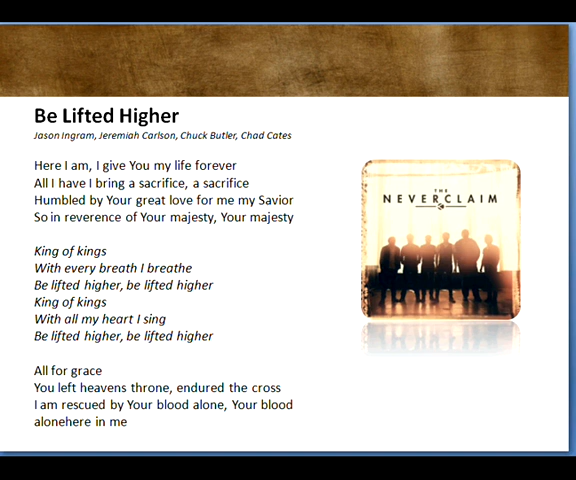 Be Lifted Higher
Jason Ingram, Jeremiah Carlson, Chuck Butler, Chad Cates
Here I am, I give You my life forever
All I have I bring a sacrifice, a sacrifice
Humbled by Your great love for me my Savior
So in reverence of Your majesty, Your majesty
King of kings
With every breath I breathe
Be lifted higher, be lifted higher
King of kings
With all my heart I sing
Be lifted higher, be lifted higher
All for grace
You left heavens throne, endured the cross
I am rescued by Your blood alone, Your blood
alonehere in me
THE
NEVERCLAIM